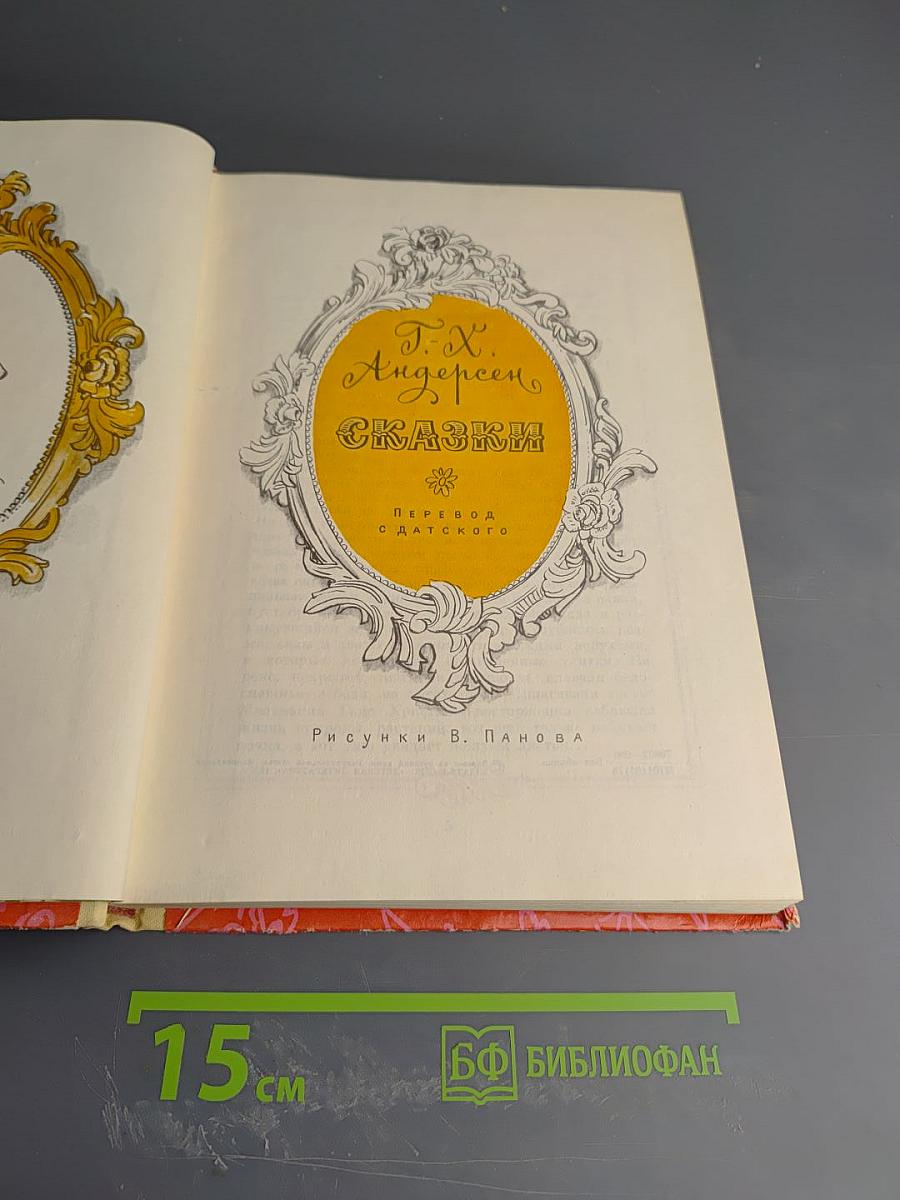 Г.-Х.
Андерсен
СКАЗКИ
ПЕРЕВОД
С ДАТСКОГО
РИСУНКИ В. ПАНОВА
15 см
БФ БИБЛИОФАН